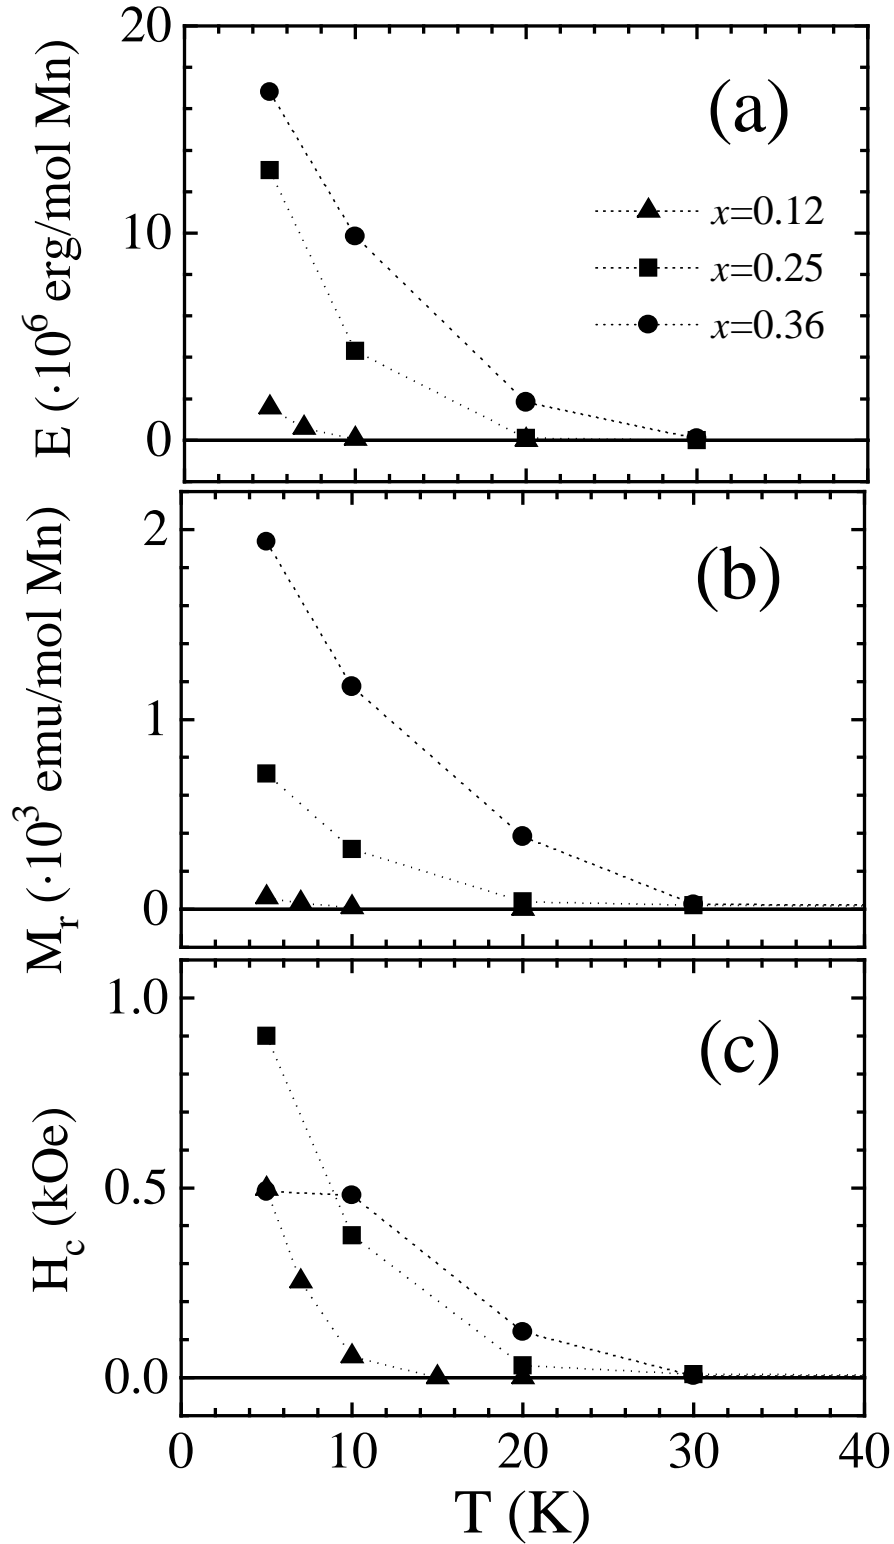 20
(a)
x=0.12
10
x=0.25
x=0.36
0
E (·10⁶ erg/mol Mn)
2
(b)
1
0
Mᵣ (·10³ emu/mol Mn)
1.0
(c)
0.5
0.0
H_c (kOe)
0 10 20 30 40
T (K)